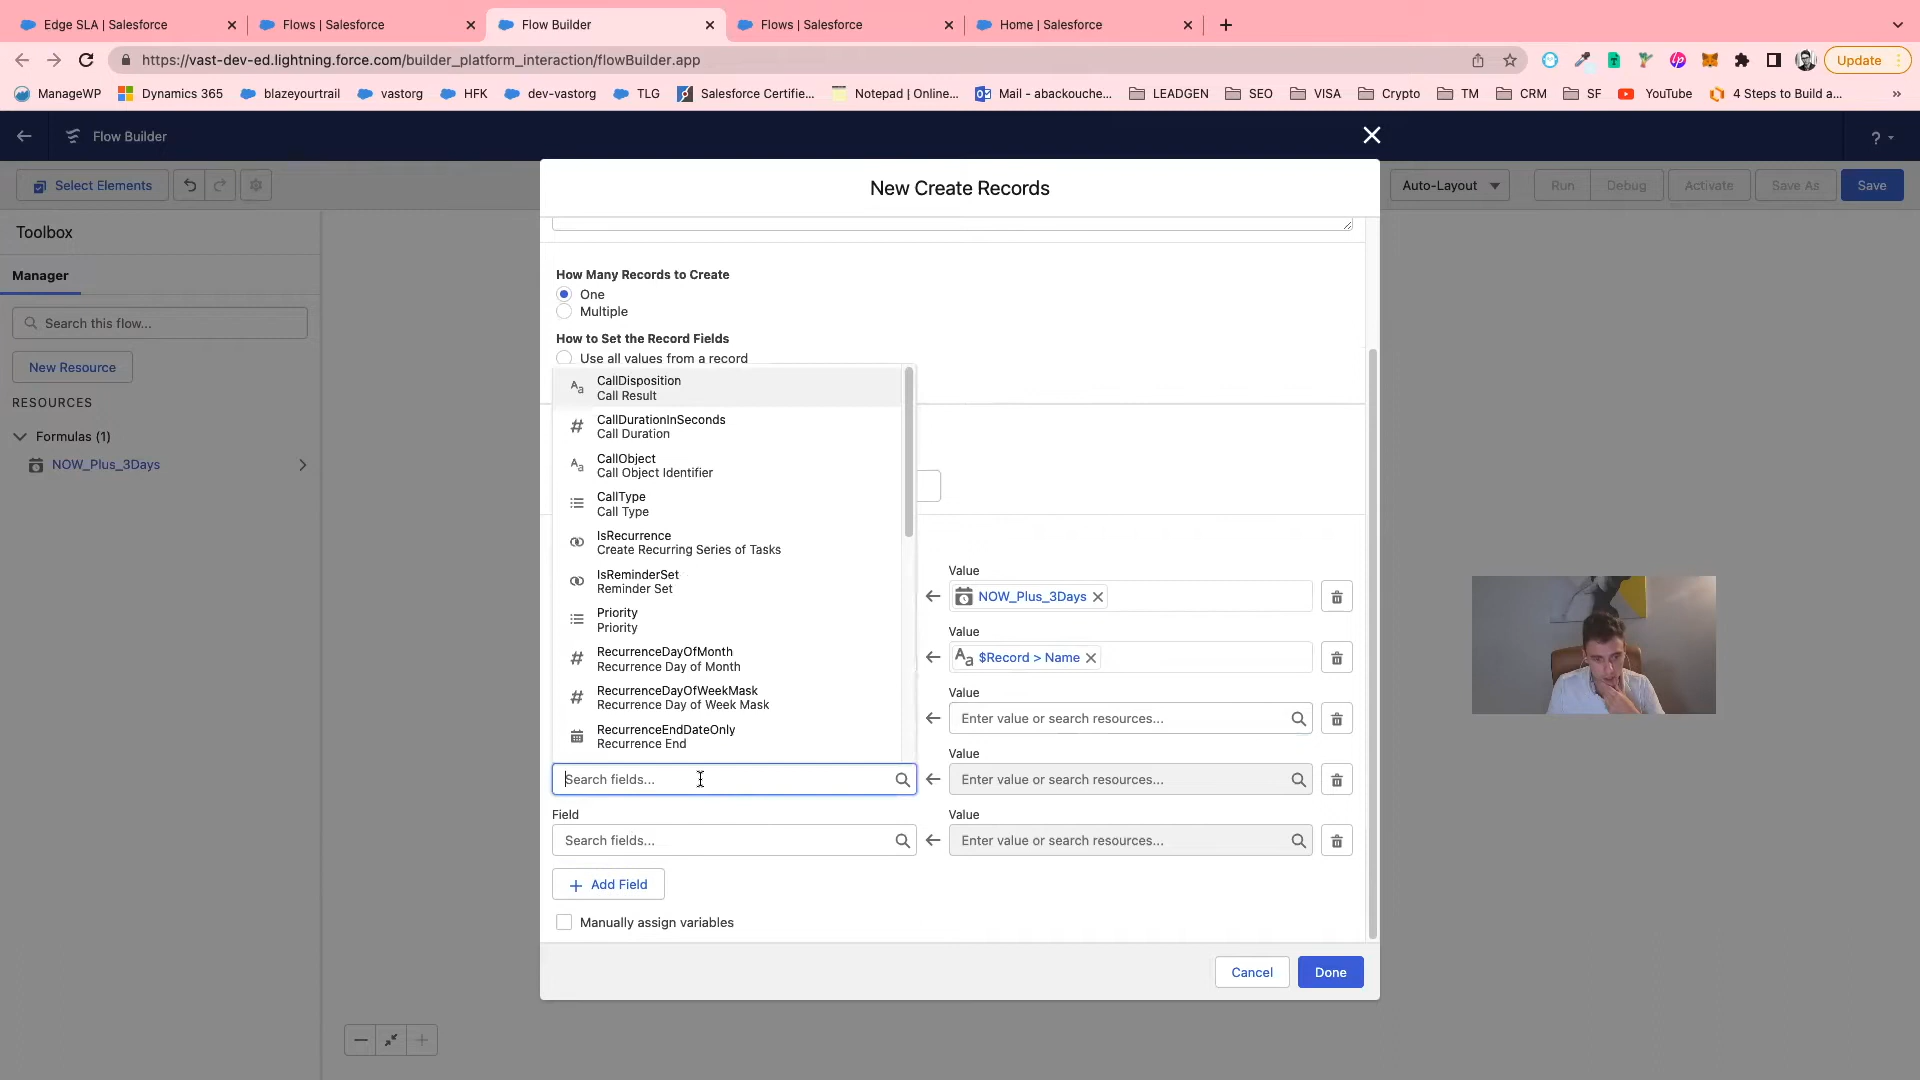 Edge SLA | Salesforce
Flows | Salesforce
Flow Builder
Flows | Salesforce
Home | Salesforce
https://vast-dev-ed.lightning.force.com/builder_platform_interaction/flowBuilder.app
Update
ManageWP
Dynamics 365
blazeyourtrail
vastorg
HFK
dev-vastorg
TLG
Salesforce Certifie...
Notepad | Online...
Mail - abackouche...
LEADGEN
SEO
VISA
Crypto
TM
CRM
SF
YouTube
4 Steps to Build a...
»
Flow Builder
?
Select Elements
Auto-Layout
Run
Debug
Activate
Save As
Save
Toolbox
Manager
Search this flow...
New Resource
RESOURCES
Formulas (1)
NOW_Plus_3Days
New Create Records
How Many Records to Create
One
Multiple
How to Set the Record Fields
Use all values from a record
CallDisposition
Call Result
CallDurationInSeconds
Call Duration
CallObject
Call Object Identifier
CallType
Call Type
IsRecurrence
Create Recurring Series of Tasks
IsReminderSet
Reminder Set
Priority
Priority
RecurrenceDayOfMonth
Recurrence Day of Month
RecurrenceDayOfWeekMask
Recurrence Day of Week Mask
RecurrenceEndDateOnly
Recurrence End
Value
NOW_Plus_3Days
Value
Aa $Record > Name
Value
Enter value or search resources...
Value
Search fields...
Enter value or search resources...
Field
Value
Search fields...
Enter value or search resources...
Add Field
Manually assign variables
Cancel
Done